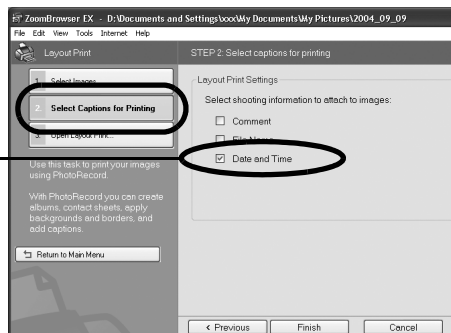 ZoomBrowser EX - D:\Documents and Settings\xxx\My Documents\My Pictures\2004_09_09
File Edit View Tools Internet Help
Layout Print
STEP 2: Select captions for printing
1. Select Images...
2. Select Captions for Printing
3. Open Layout Print...
Use this task to print your images
using PhotoRecord.
With PhotoRecord you can create
albums, contact sheets, apply
backgrounds and borders, and
add captions.
Return to Main Menu
Layout Print Settings
Select shooting information to attach to images:
Comment
File Name
Date and Time
< Previous
Finish
Cancel